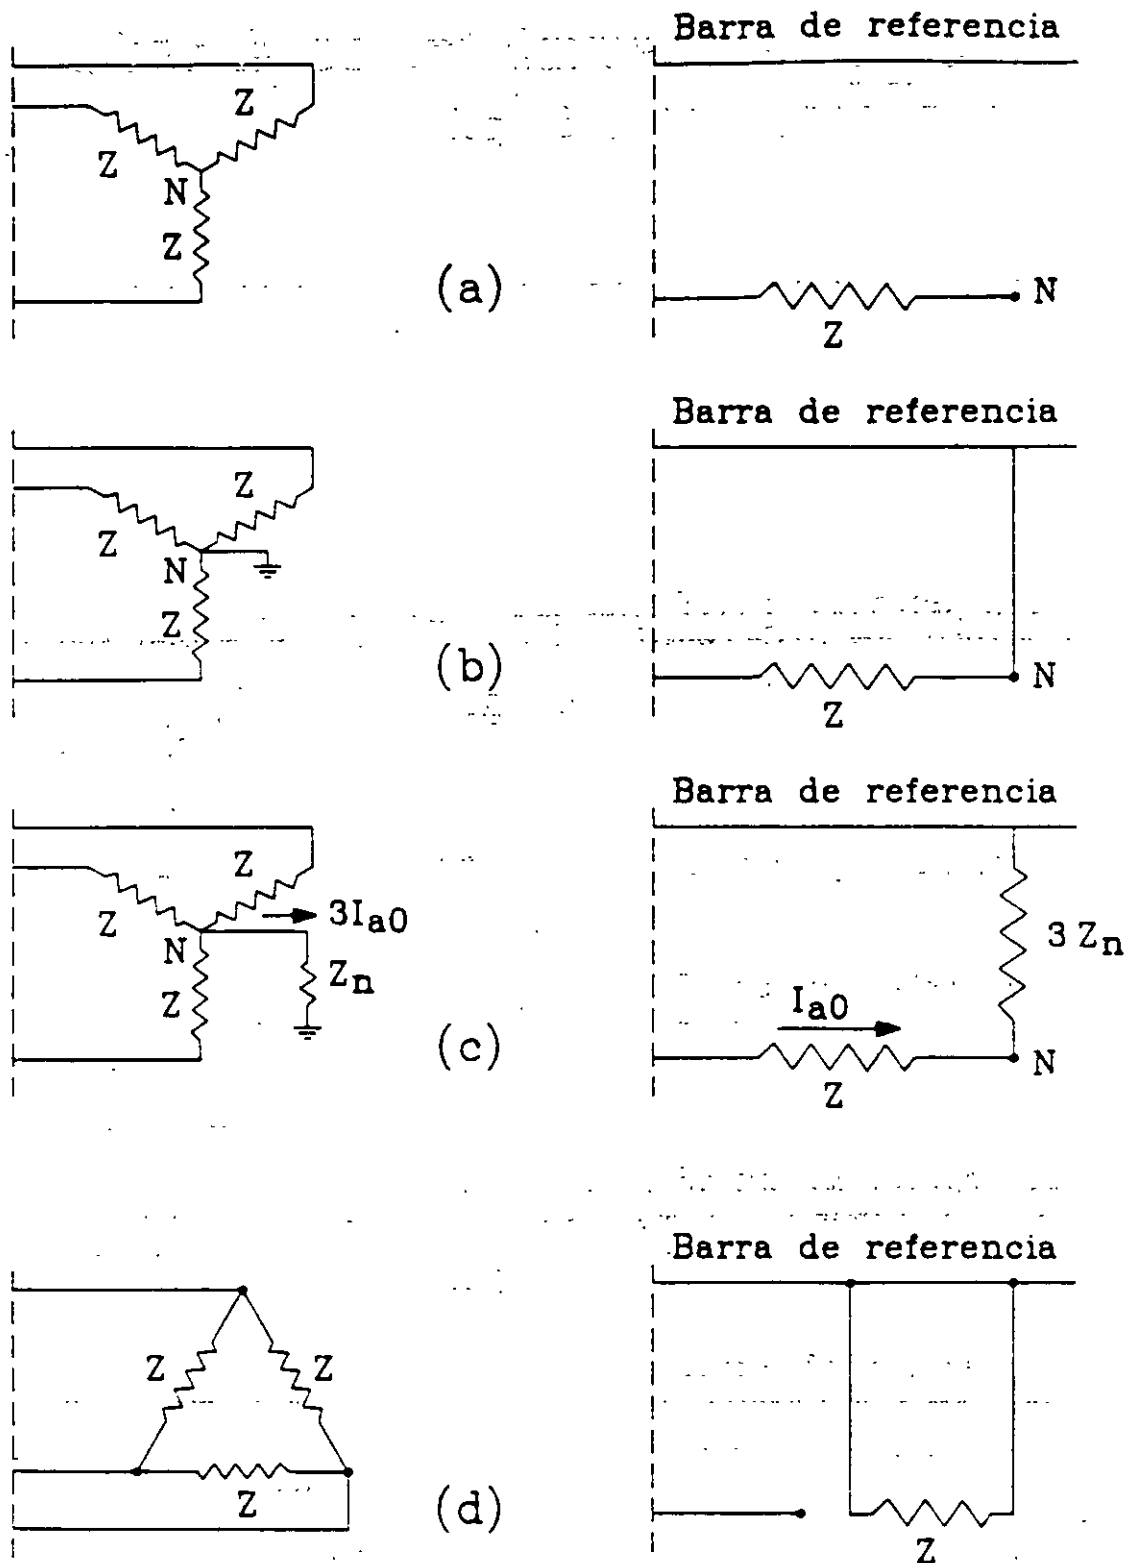 Barra de referencia
Z
Z
N
Z
(a)
N
Z
Barra de referencia
Z
Z
N
Z
(b)
N
Z
Barra de referencia
Z
Z
3Ia0
N
Zn
Z
3 Zn
Ia0
(c)
N
Z
Barra de referencia
Z
Z
Z
(d)
Z